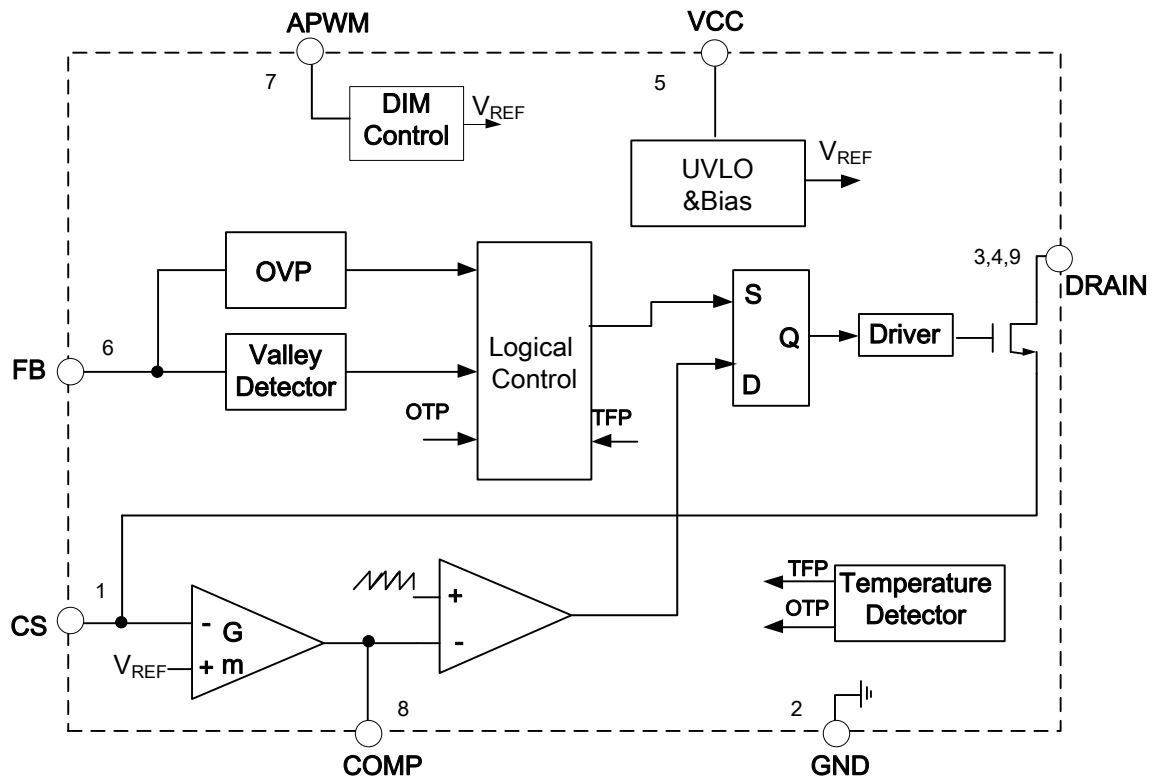 APWM
VCC
7
5
DIM
Control
VREF
UVLO
&Bias
VREF
OVP
3,4,9
DRAIN
S
Q
D
Driver
6
FB
Valley
Detector
Logical
Control
OTP
TFP
1
CS
-
G
VREF
+
m
+
-
TFP
OTP
Temperature
Detector
8
COMP
2
GND